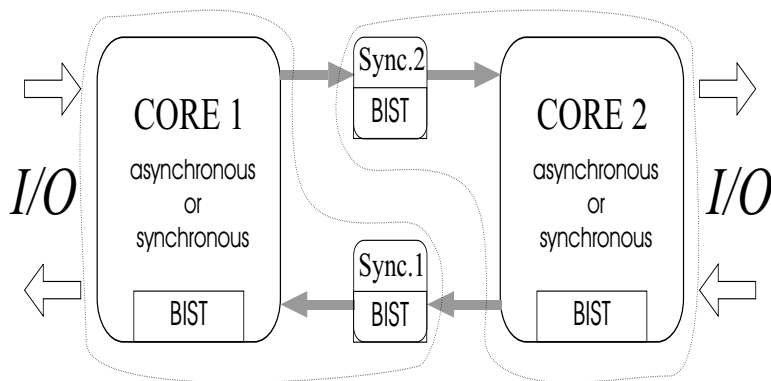 I/O
CORE 1
asynchronous
or
synchronous
BIST
Sync.2
BIST
Sync.1
BIST
CORE 2
asynchronous
or
synchronous
BIST
I/O